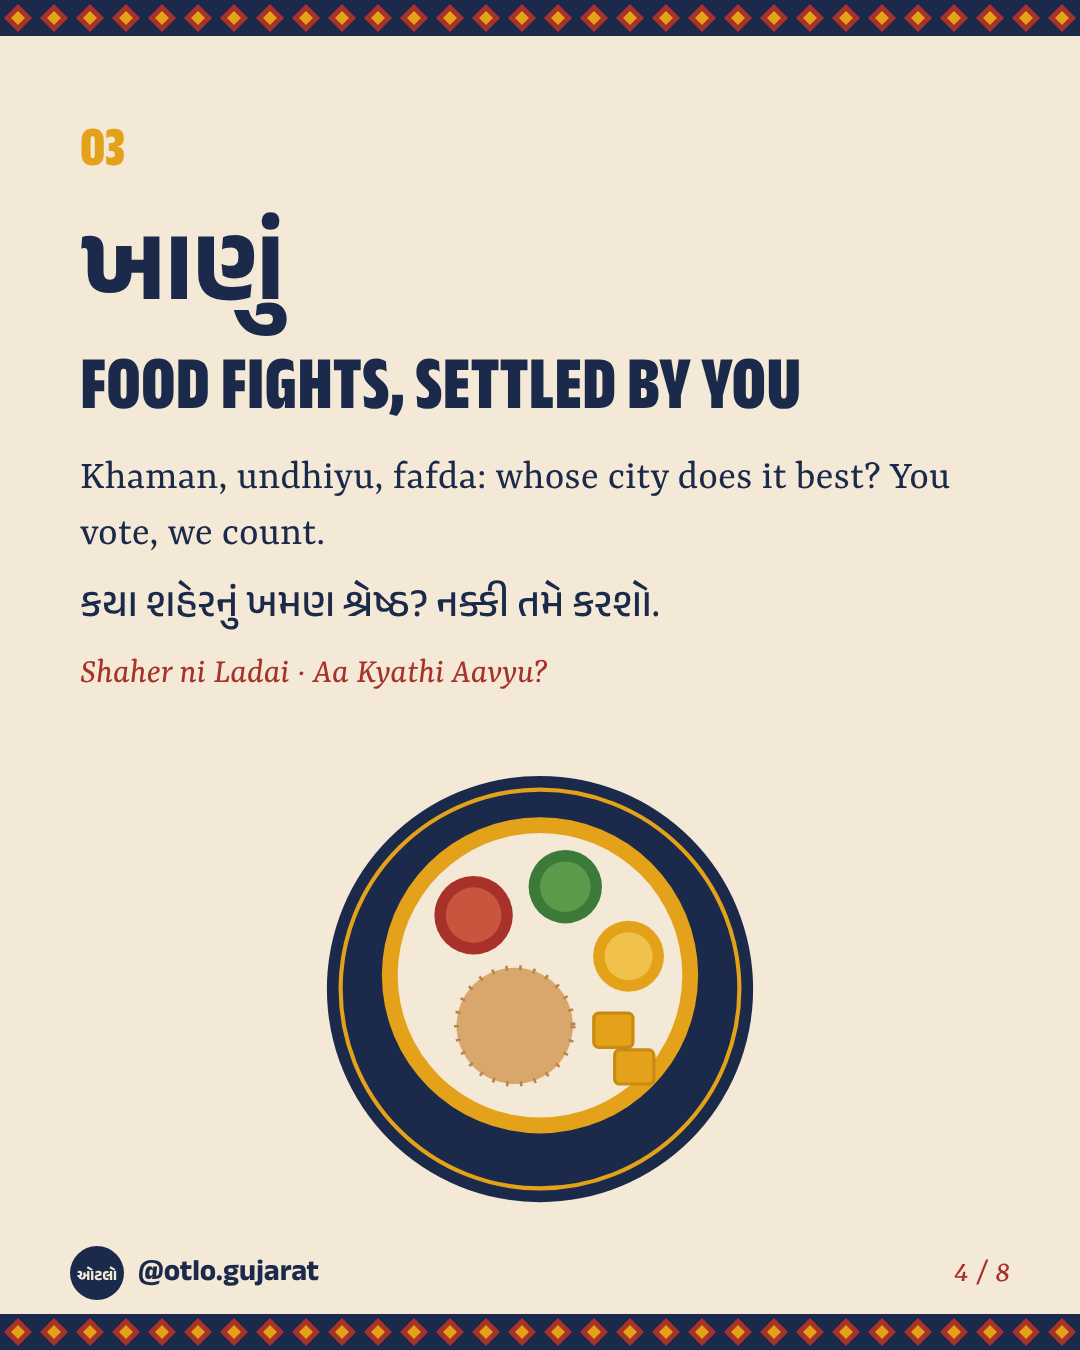 03
ખાણું
FOOD FIGHTS, SETTLED BY YOU
Khaman, undhiyu, fafda: whose city does it best? You
vote, we count.
કયા શહેરનું ખમણ શ્રેષ્ઠ? નક્કી તમે કરશો.
Shaher ni Ladai · Aa Kyathi Aavyu?
ઓટલો @otlo.gujarat
4 / 8